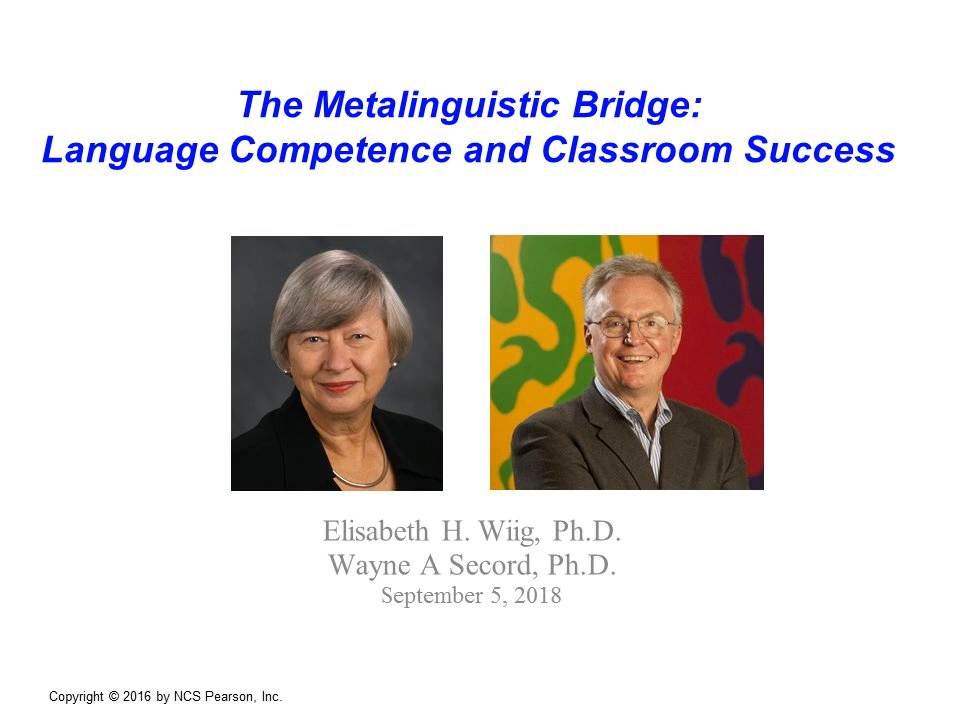 The Metalinguistic Bridge:
Language Competence and Classroom Success
Elisabeth H. Wiig, Ph.D.
Wayne A Secord, Ph.D.
September 5, 2018
Copyright © 2016 by NCS Pearson, Inc.